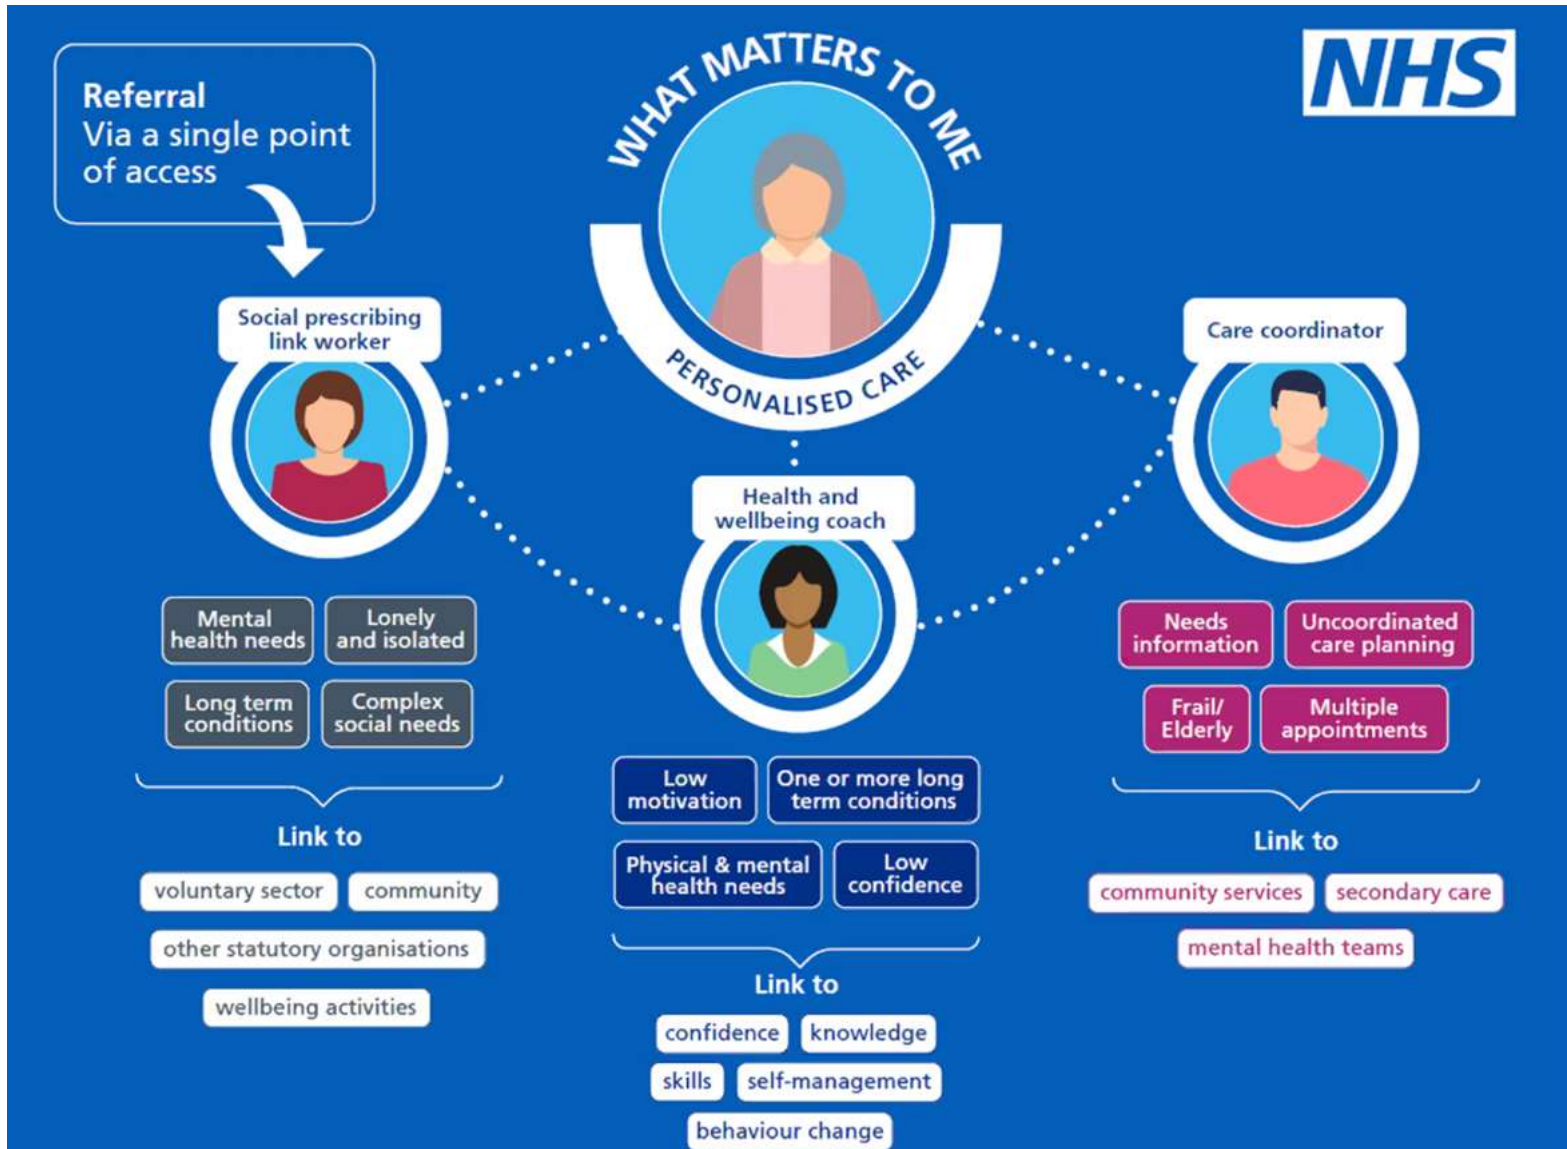 Referral
Via a single point
of access
WHAT MATTERS TO ME
PERSONALISED CARE
NHS
Social prescribing
link worker
Mental
health needs
Lonely
and isolated
Long term
conditions
Complex
social needs
Link to
voluntary sector
community
other statutory organisations
wellbeing activities
Health and
wellbeing coach
Low
motivation
One or more long
term conditions
Physical & mental
health needs
Low
confidence
Link to
confidence
knowledge
skills
self-management
behaviour change
Care coordinator
Needs
information
Uncoordinated
care planning
Frail/
Elderly
Multiple
appointments
Link to
community services
secondary care
mental health teams